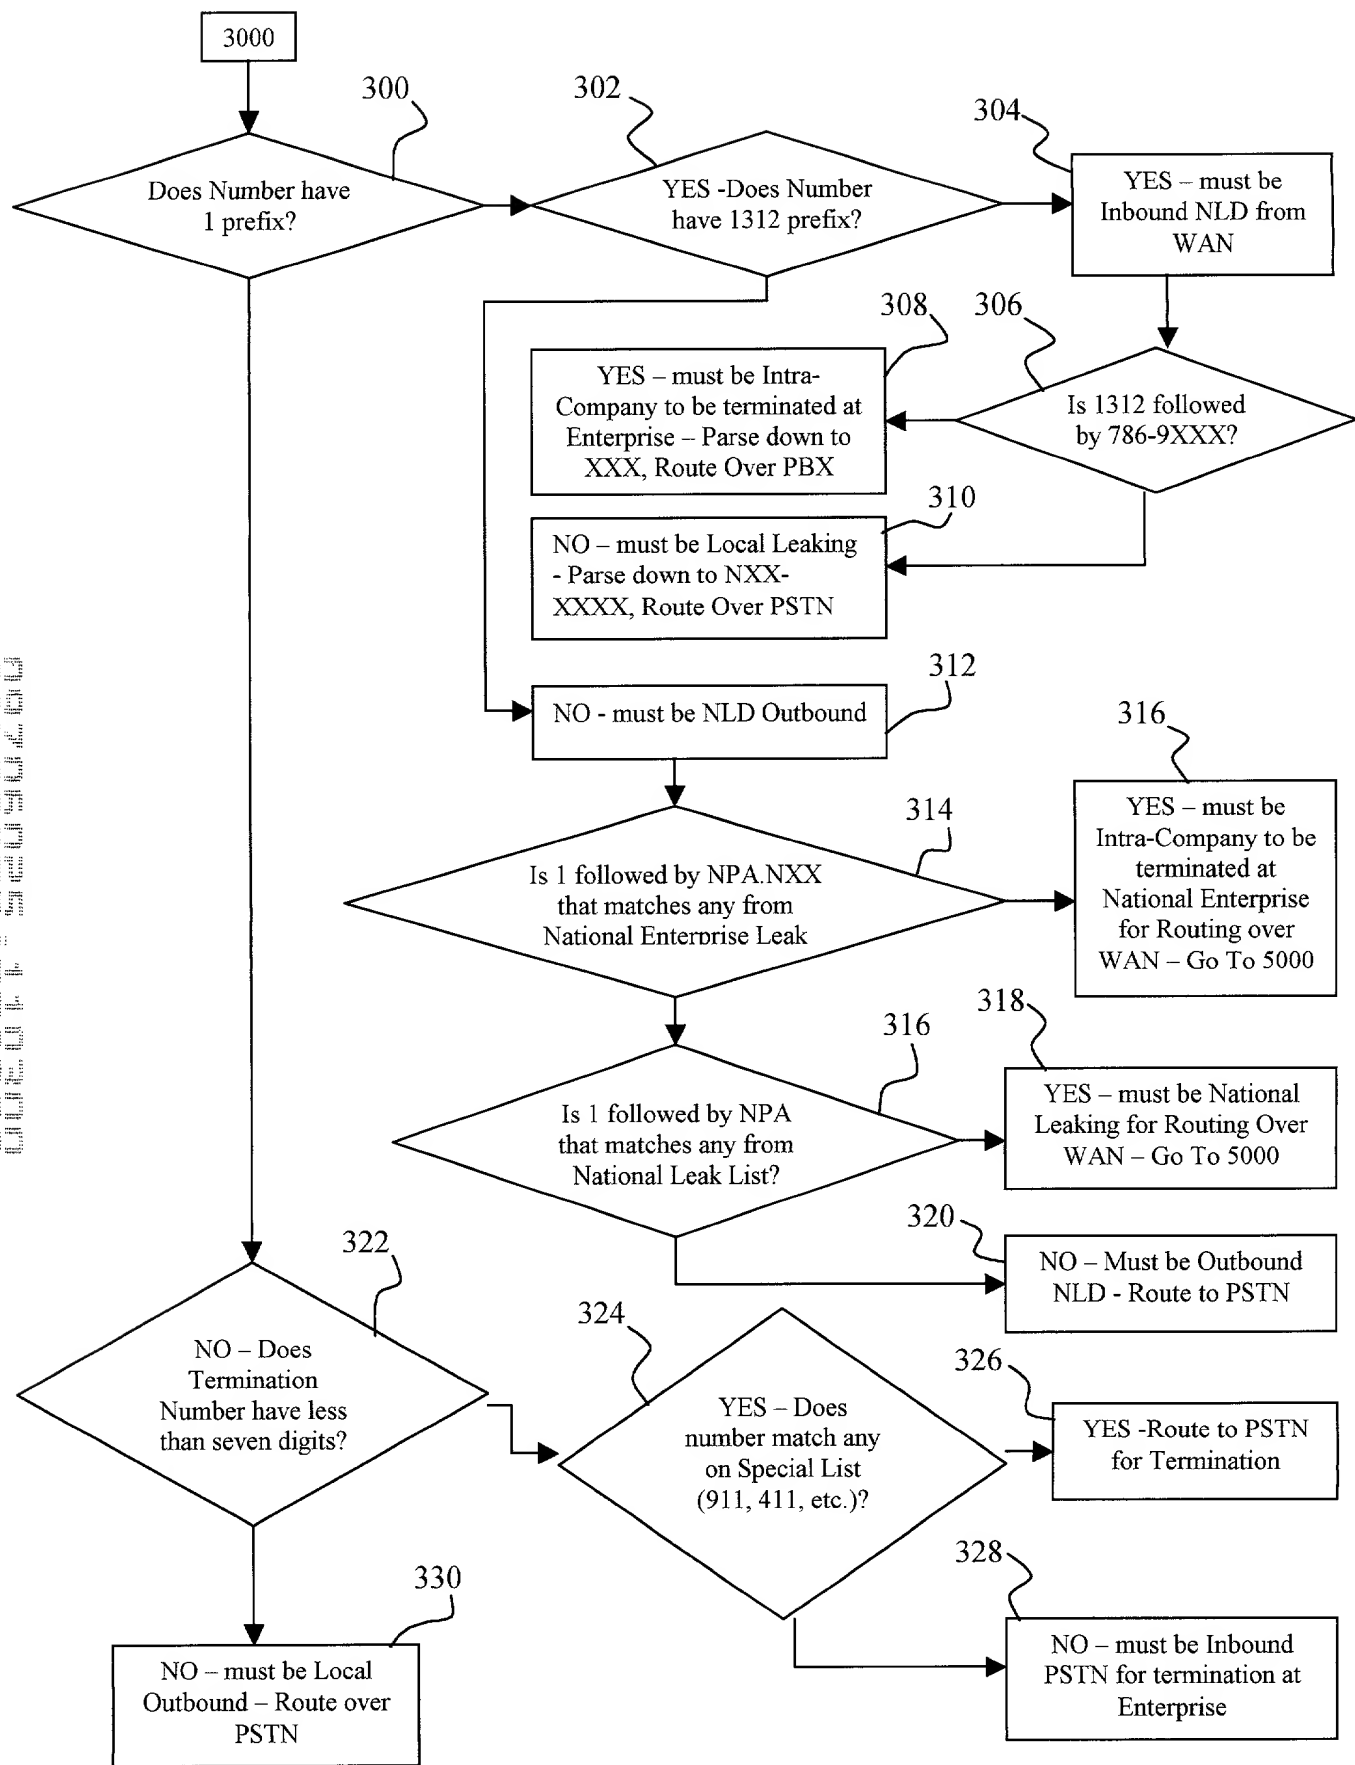 3000
300
302
304
Does Number have
1 prefix?
YES -Does Number
have 1312 prefix?
YES – must be
Inbound NLD from
WAN
308
306
YES – must be Intra-
Company to be terminated at
Enterprise – Parse down to
XXX, Route Over PBX
Is 1312 followed
by 786-9XXX?
310
NO – must be Local Leaking
- Parse down to NXX-
XXXX, Route Over PSTN
312
NO - must be NLD Outbound
316
314
YES – must be
Intra-Company to be
terminated at
National Enterprise
for Routing over
WAN – Go To 5000
Is 1 followed by NPA.NXX
that matches any from
National Enterprise Leak
318
316
YES – must be National
Leaking for Routing Over
WAN – Go To 5000
Is 1 followed by NPA
that matches any from
National Leak List?
320
NO – Must be Outbound
NLD - Route to PSTN
322
NO – Does
Termination
Number have less
than seven digits?
324
YES – Does
number match any
on Special List
(911, 411, etc.)?
326
YES -Route to PSTN
for Termination
328
NO – must be Inbound
PSTN for termination at
Enterprise
330
NO – must be Local
Outbound – Route over
PSTN